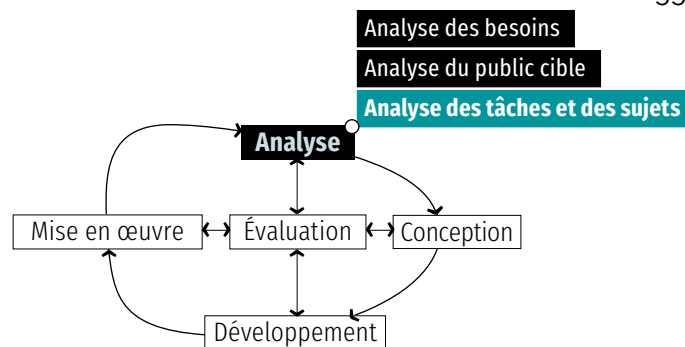 Analyse des besoins
Analyse du public cible
Analyse des tâches et des sujets
Analyse
Mise en œuvre
Évaluation
Conception
Développement